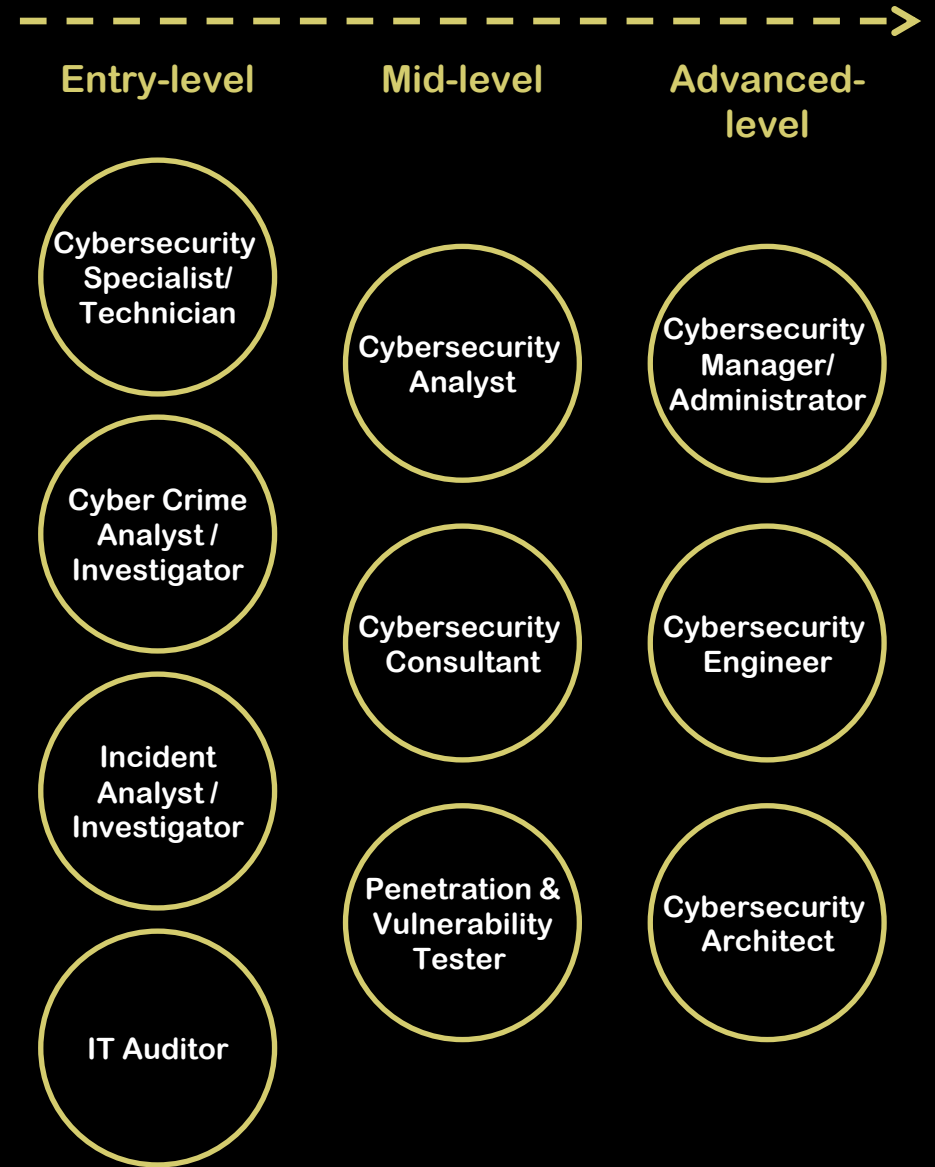 Entry-level
Mid-level
Advanced-
level
Cybersecurity
Specialist/
Technician
Cyber Crime
Analyst /
Investigator
Incident
Analyst /
Investigator
IT Auditor
Cybersecurity
Analyst
Cybersecurity
Consultant
Penetration &
Vulnerability
Tester
Cybersecurity
Manager/
Administrator
Cybersecurity
Engineer
Cybersecurity
Architect